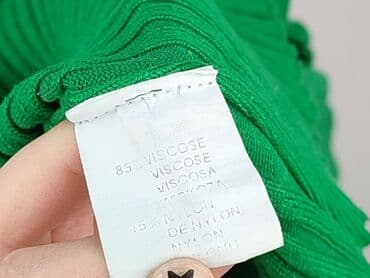 85% VISCOSE
VISCOSE
VISCOSA
15% NYLON
DE NYLON
NYLON